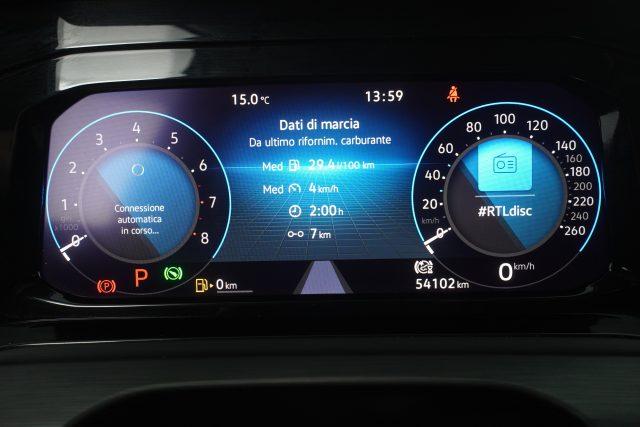 15.0 °C
13:59
Dati di marcia
Da ultimo rifornim. carburante
Med 29.4 l/100 km
Med 4 km/h
2:00 h
7 km
0
1
2
3
4
5
6
7
8
x1000
Connessione
automatica
in corso...
0
20
40
60
80
100
120
140
160
180
200
220
260
km/h
#RTLdisc
0 km/h
P
P
0 km
54102 km